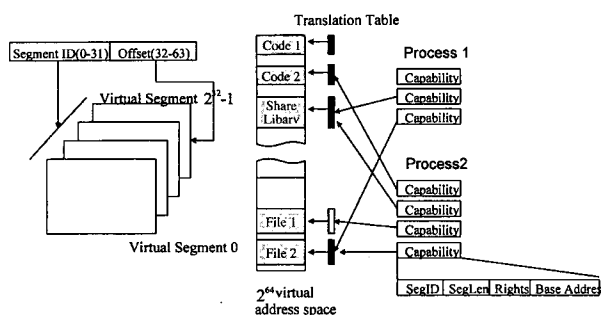 Translation Table
Segment ID(0-31) Offset(32-63)
Virtual Segment 2^32-1
Virtual Segment 0
Code 1
Code 2
Share
Libarv
File 1
File 2
2^64 virtual
address space
Process 1
Capability
Capability
Capability
Process2
Capability
Capability
Capability
Capability
SegID SegLen Rights Base Addres